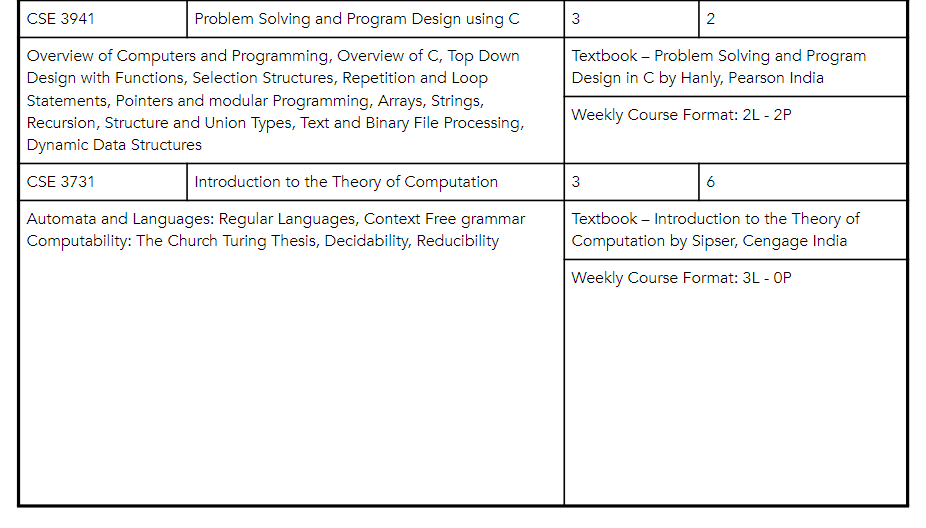 CSE 3941 Problem Solving and Program Design using C 3 2
Overview of Computers and Programming, Overview of C, Top Down
Design with Functions, Selection Structures, Repetition and Loop
Statements, Pointers and modular Programming, Arrays, Strings,
Recursion, Structure and Union Types, Text and Binary File Processing,
Dynamic Data Structures
Textbook – Problem Solving and Program
Design in C by Hanly, Pearson India
Weekly Course Format: 2L - 2P
CSE 3731 Introduction to the Theory of Computation 3 6
Automata and Languages: Regular Languages, Context Free grammar
Computability: The Church Turing Thesis, Decidability, Reducibility
Textbook – Introduction to the Theory of
Computation by Sipser, Cengage India
Weekly Course Format: 3L - 0P